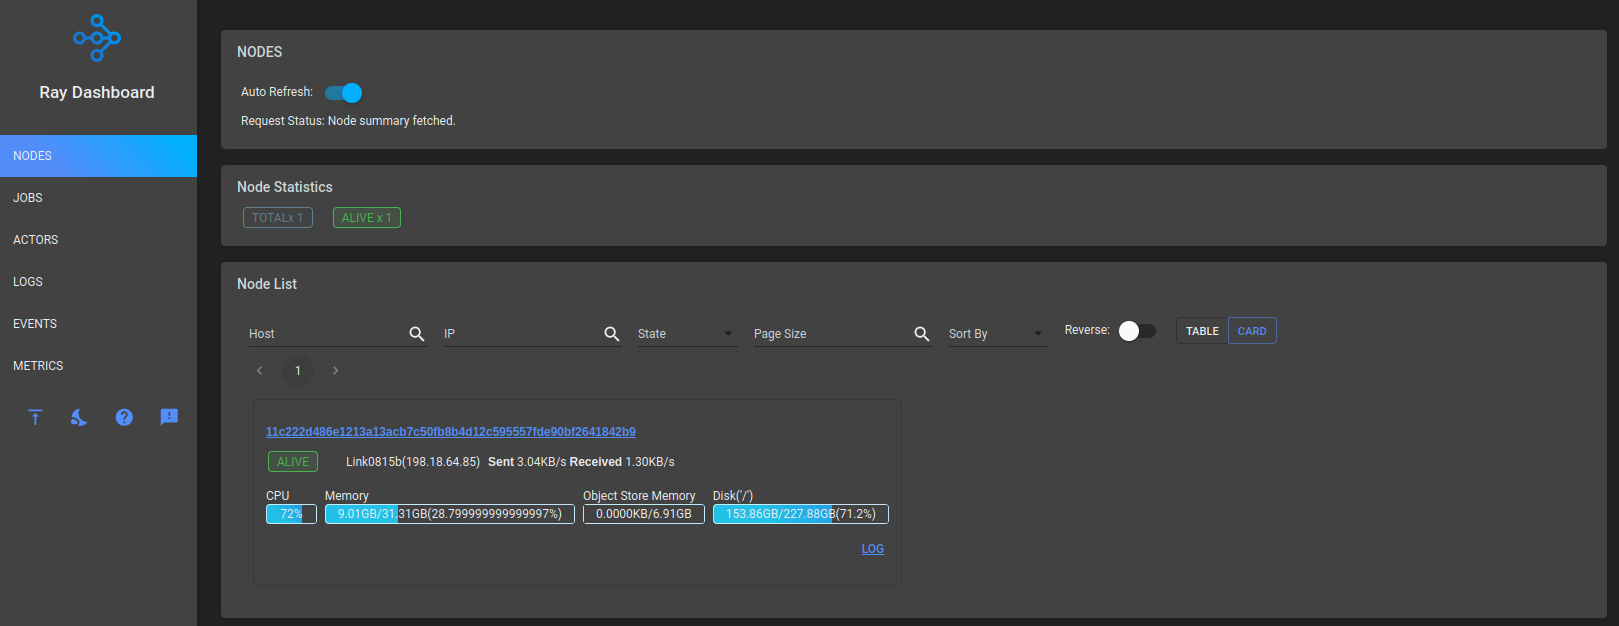 Ray Dashboard
NODES
JOBS
ACTORS
LOGS
EVENTS
METRICS
NODES
Auto Refresh:
Request Status: Node summary fetched.
Node Statistics
TOTALx 1 ALIVE x 1
Node List
Host IP State Page Size Sort By Reverse: TABLE CARD
1
11c222d486e1213a13acb7c50fb8b4d12c595557fde90bf2641842b9
ALIVE Link0815b(198.18.64.85) Sent 3.04KB/s Received 1.30KB/s
CPU Memory Object Store Memory Disk('/')
72% 9.01GB/31.31GB(28.799999999999997%) 0.0000KB/6.91GB 153.86GB/227.88GB(71.2%)
LOG